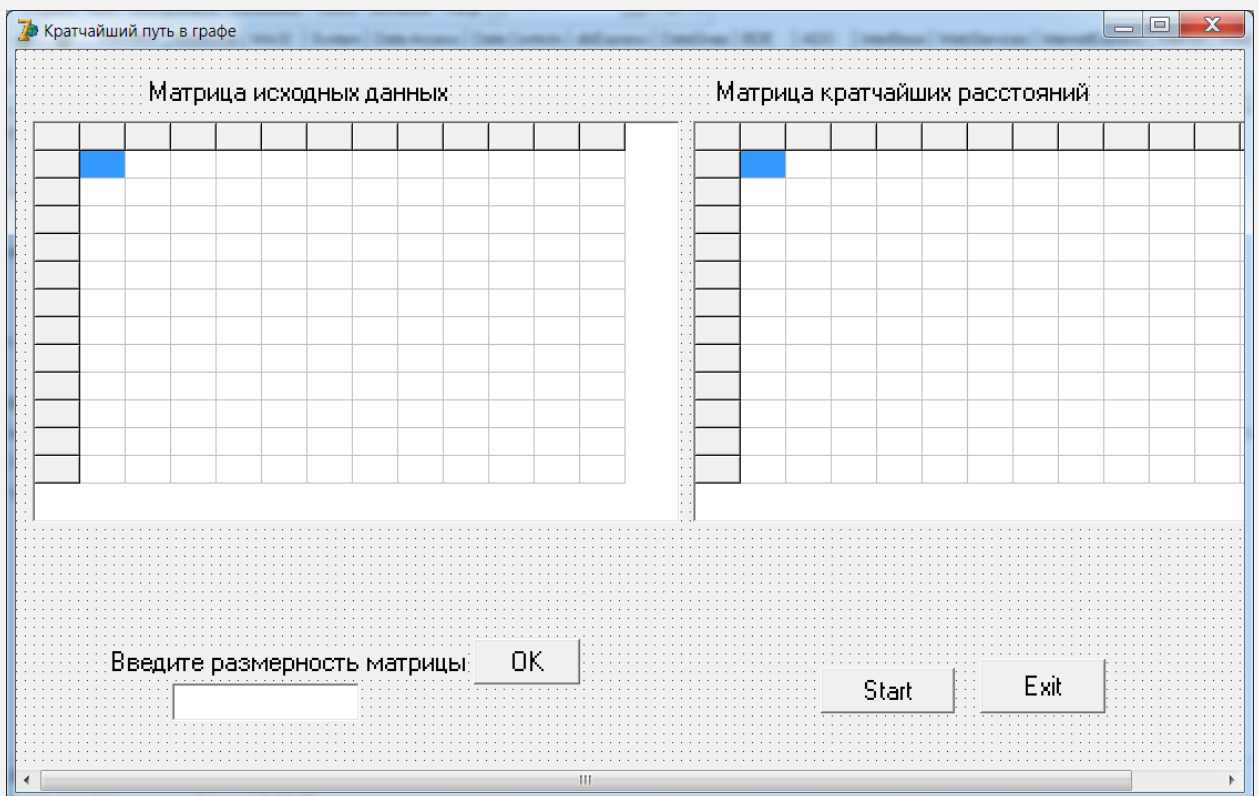 Кратчайший путь в графе
Матрица исходных данных
Матрица кратчайших расстояний
Введите размерность матрицы
OK
Start
Exit